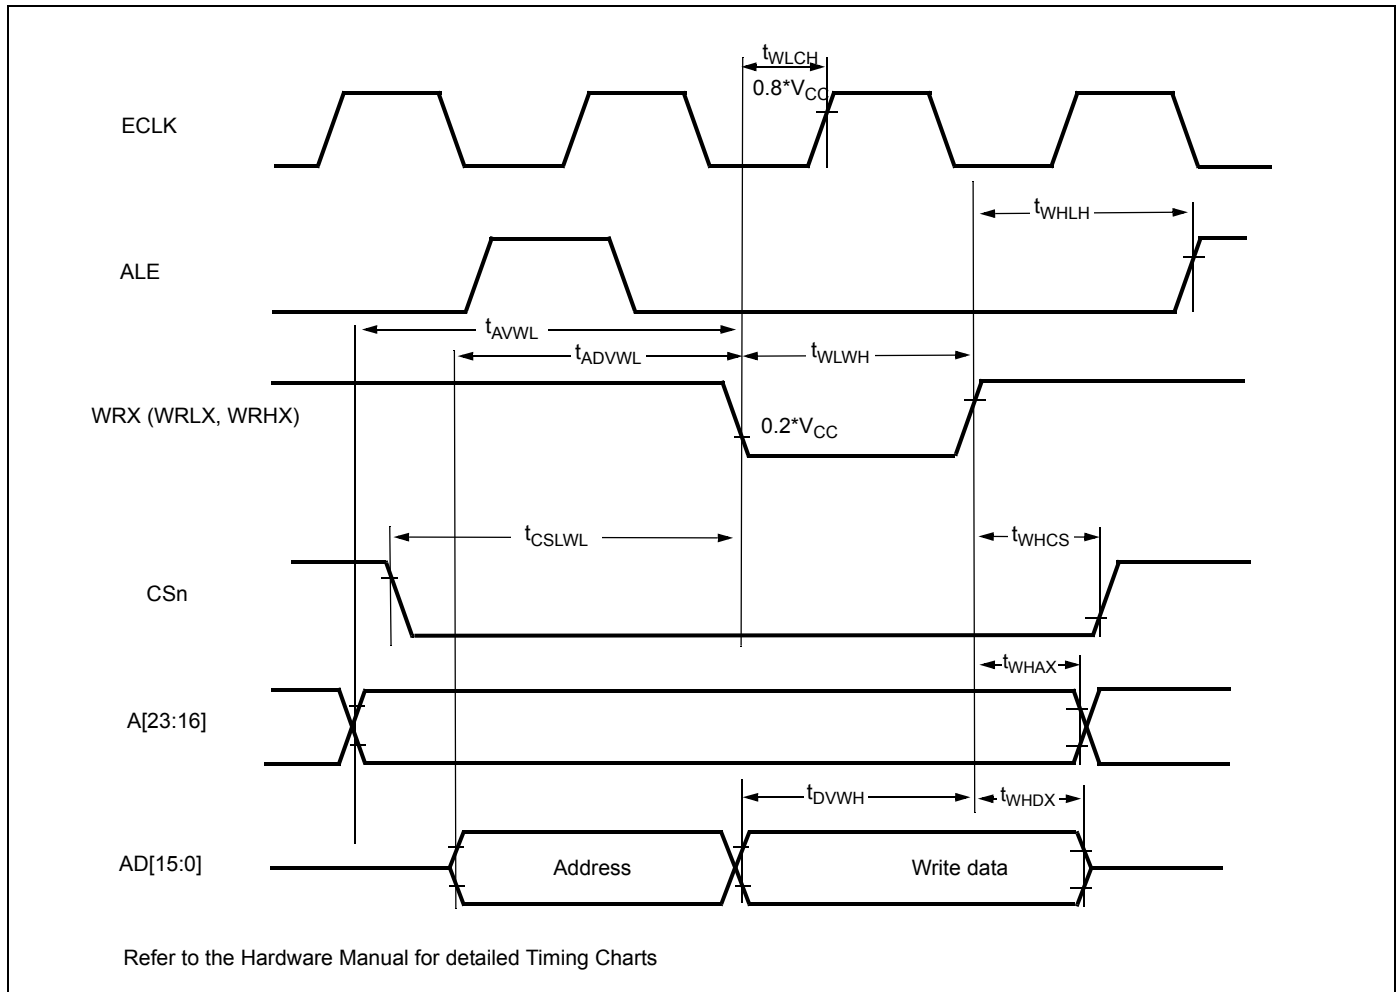 tWLCH
0.8*VCC
ECLK
tWHLH
ALE
tAVWL
tADVWL
tWLWH
WRX (WRLX, WRHX)
0.2*VCC
tCSLWL
tWHCS
CSn
tWHAX
A[23:16]
tDVWH
tWHDX
AD[15:0]
Address
Write data
Refer to the Hardware Manual for detailed Timing Charts